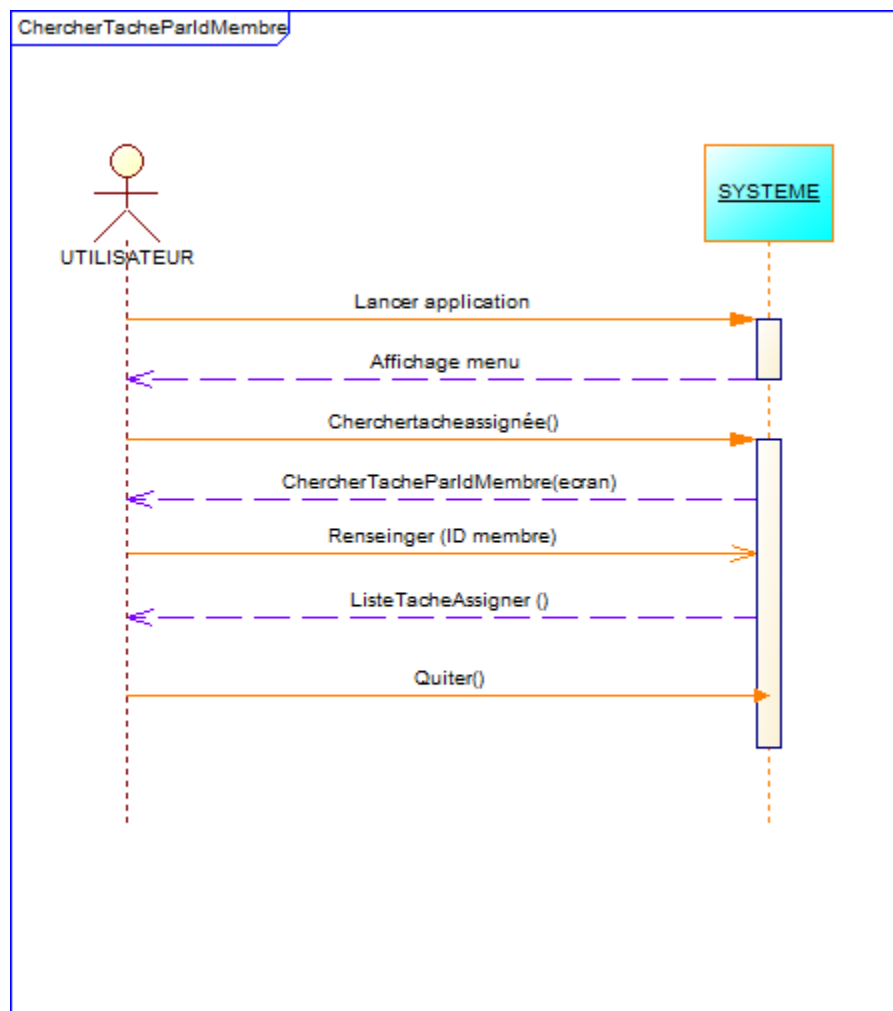 ChercherTacheParIdMembre
SYSTEME
UTILISATEUR
Lancer application
Affichage menu
Cherchertacheassignée()
ChercherTacheParIdMembre(ecran)
Renseinger (ID membre)
ListeTacheAssigner ()
Quiter()